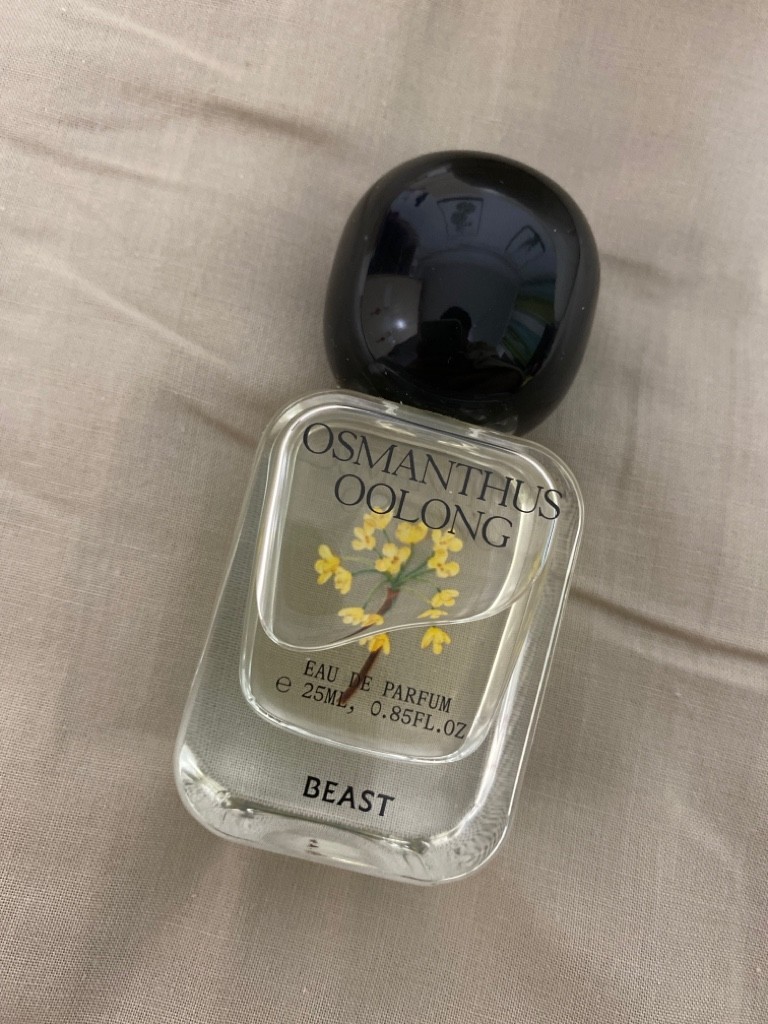 OSMANTHUS
OOLONG
EAU DE PARFUM
℮ 25ML, 0.85FL.OZ
BEAST